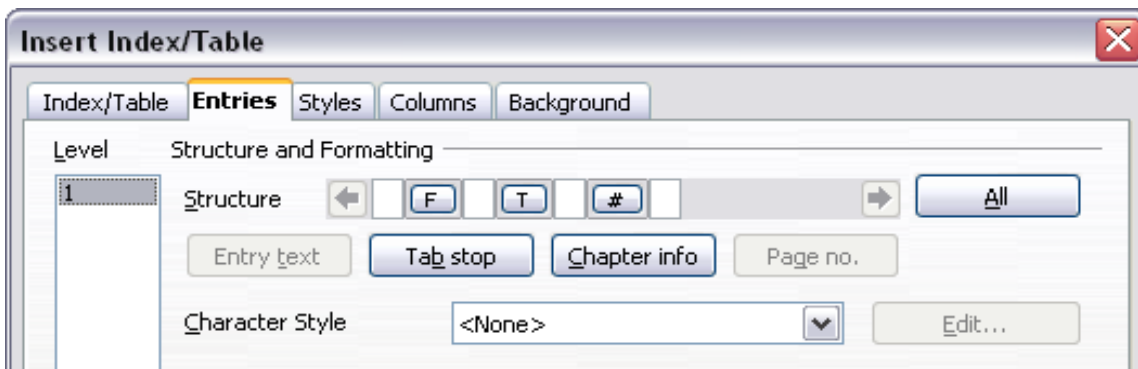 Insert Index/Table
Index/Table Entries Styles Columns Background
Level Structure and Formatting
1 Structure F T # All
Entry text Tab stop Chapter info Page no.
Character Style <None> Edit...